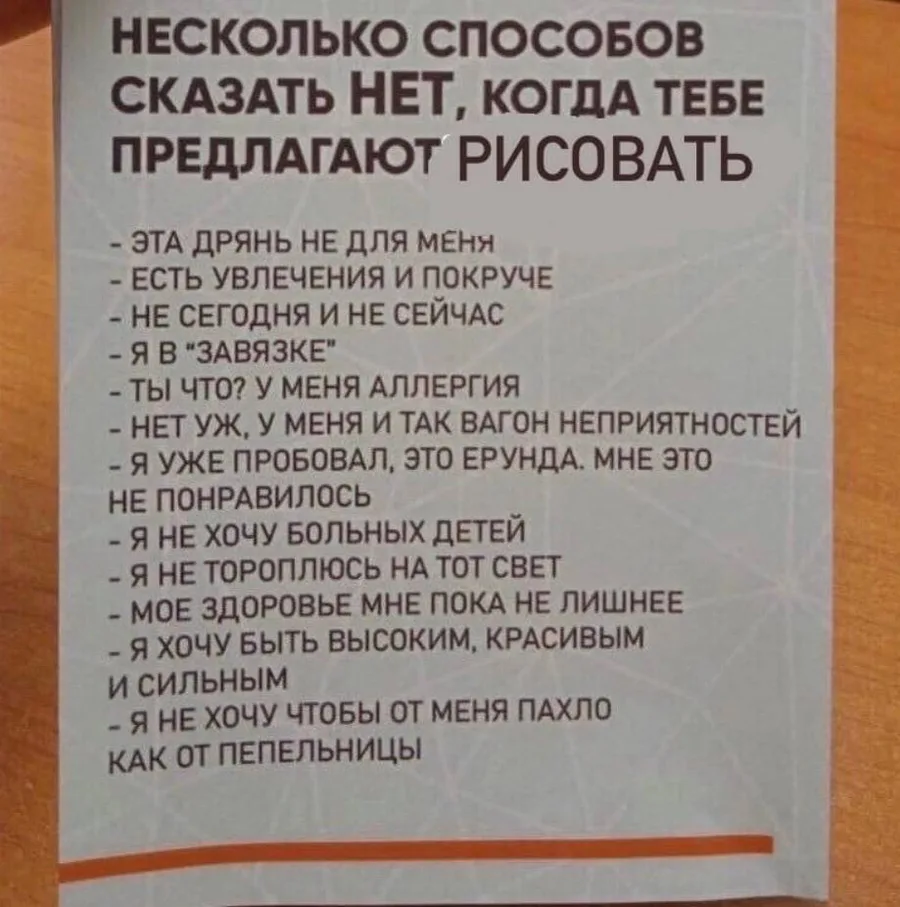 НЕСКОЛЬКО СПОСОБОВ
СКАЗАТЬ НЕТ, КОГДА ТЕБЕ
ПРЕДЛАГАЮТ РИСОВАТЬ
- ЭТА ДРЯНЬ НЕ ДЛЯ МЕНЯ
- ЕСТЬ УВЛЕЧЕНИЯ И ПОКРУЧЕ
- НЕ СЕГОДНЯ И НЕ СЕЙЧАС
- Я В "ЗАВЯЗКЕ"
- ТЫ ЧТО? У МЕНЯ АЛЛЕРГИЯ
- НЕТ УЖ, У МЕНЯ И ТАК ВАГОН НЕПРИЯТНОСТЕЙ
- Я УЖЕ ПРОБОВАЛ, ЭТО ЕРУНДА. МНЕ ЭТО
НЕ ПОНРАВИЛОСЬ
- Я НЕ ХОЧУ БОЛЬНЫХ ДЕТЕЙ
- Я НЕ ТОРОПЛЮСЬ НА ТОТ СВЕТ
- МОЕ ЗДОРОВЬЕ МНЕ ПОКА НЕ ЛИШНЕЕ
- Я ХОЧУ БЫТЬ ВЫСОКИМ, КРАСИВЫМ
И СИЛЬНЫМ
- Я НЕ ХОЧУ ЧТОБЫ ОТ МЕНЯ ПАХЛО
КАК ОТ ПЕПЕЛЬНИЦЫ